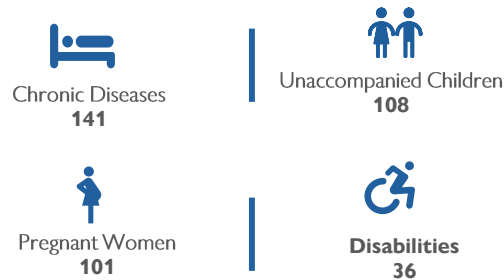 Chronic Diseases
141
Unaccompanied Children
108
Pregnant Women
101
Disabilities
36